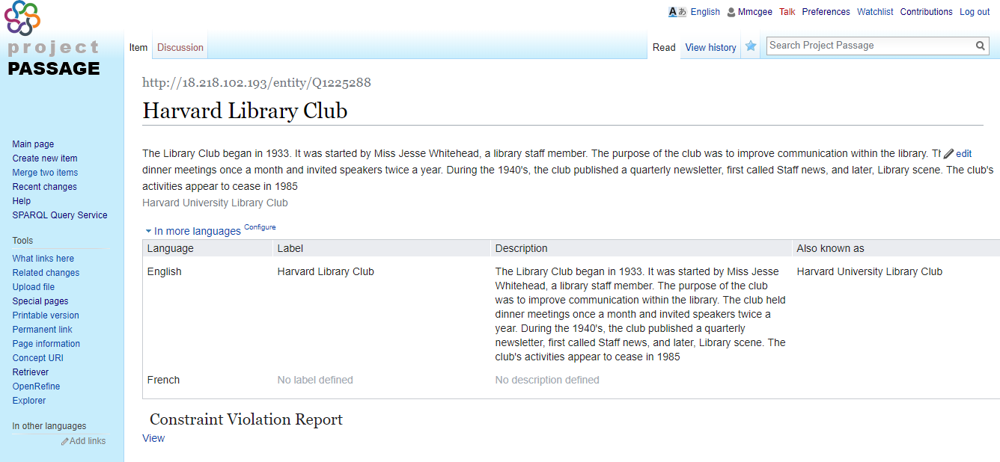 project
PASSAGE
Aあ English Mmcgee Talk Preferences Watchlist Contributions Log out
Item Discussion Read View history Search Project Passage
http://18.218.102.193/entity/Q1225288
Harvard Library Club
The Library Club began in 1933. It was started by Miss Jesse Whitehead, a library staff member. The purpose of the club was to improve communication within the library. edit
dinner meetings once a month and invited speakers twice a year. During the 1940's, the club published a quarterly newsletter, first called Staff news, and later, Library scene. The club's
activities appear to cease in 1985
Harvard University Library Club
In more languages Configure
Language Label Description Also known as
English Harvard Library Club The Library Club began in 1933. It was started by Miss Jesse Harvard University Library Club
Whitehead, a library staff member. The purpose of the club
was to improve communication within the library. The club held
dinner meetings once a month and invited speakers twice a
year. During the 1940's, the club published a quarterly
newsletter, first called Staff news, and later, Library scene. The
club's activities appear to cease in 1985
French No label defined No description defined
Constraint Violation Report
View
Main page
Create new item
Merge two items
Recent changes
Help
SPARQL Query Service
Tools
What links here
Related changes
Upload file
Special pages
Printable version
Permanent link
Page information
Concept URI
Retriever
OpenRefine
Explorer
In other languages
Add links